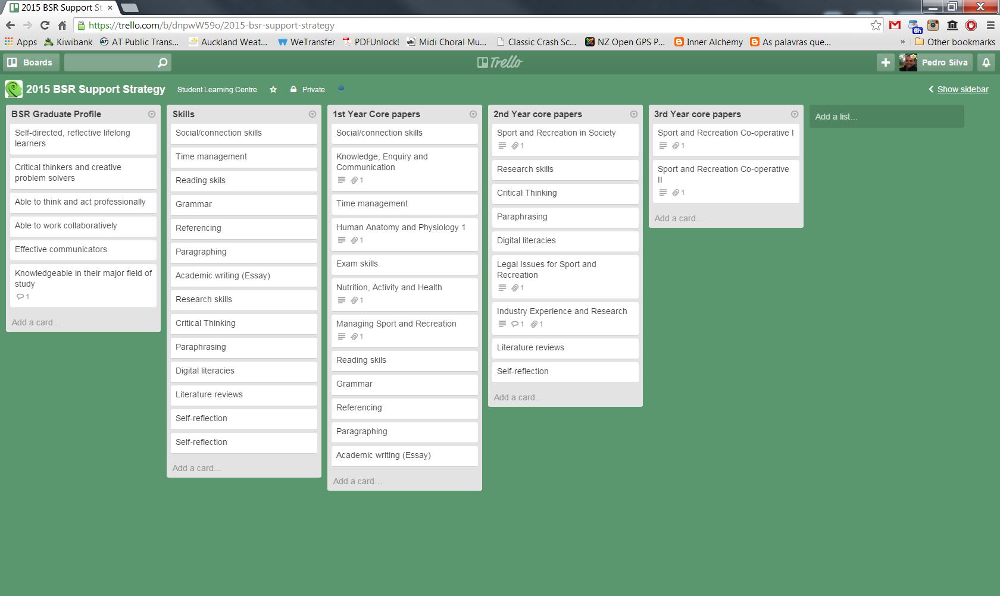 2015 BSR Support St
https://trello.com/b/dnpwW59o/2015-bsr-support-strategy
6h
Apps Kiwibank AT Public Trans... Auckland Weat... WeTransfer PDFUnlock! Midi Choral Mu... Classic Crash Sc... NZ Open GPS P... Inner Alchemy As palavras que... » Other bookmarks
Boards Trello Pedro Silva
2015 BSR Support Strategy Student Learning Centre Private Show sidebar
BSR Graduate Profile
Self-directed, reflective lifelong
learners
Critical thinkers and creative
problem solvers
Able to think and act professionally
Able to work collaboratively
Effective communicators
Knowledgeable in their major field of
study
1
Add a card...
Skills
Social/connection skills
Time management
Reading skils
Grammar
Referencing
Paragraphing
Academic writing (Essay)
Research skills
Critical Thinking
Paraphrasing
Digital literacies
Literature reviews
Self-reflection
Self-reflection
Add a card...
1st Year Core papers
Social/connection skills
Knowledge, Enquiry and
Communication
1
Time management
Human Anatomy and Physiology 1
1
Exam skills
Nutrition, Activity and Health
1
Managing Sport and Recreation
1
Reading skils
Grammar
Referencing
Paragraphing
Academic writing (Essay)
Add a card...
2nd Year core papers
Sport and Recreation in Society
1
Research skills
Critical Thinking
Paraphrasing
Digital literacies
Legal Issues for Sport and
Recreation
1
Industry Experience and Research
1 1
Literature reviews
Self-reflection
Add a card...
3rd Year core papers
Sport and Recreation Co-operative I
1
Sport and Recreation Co-operative
II
1
Add a card...
Add a list...